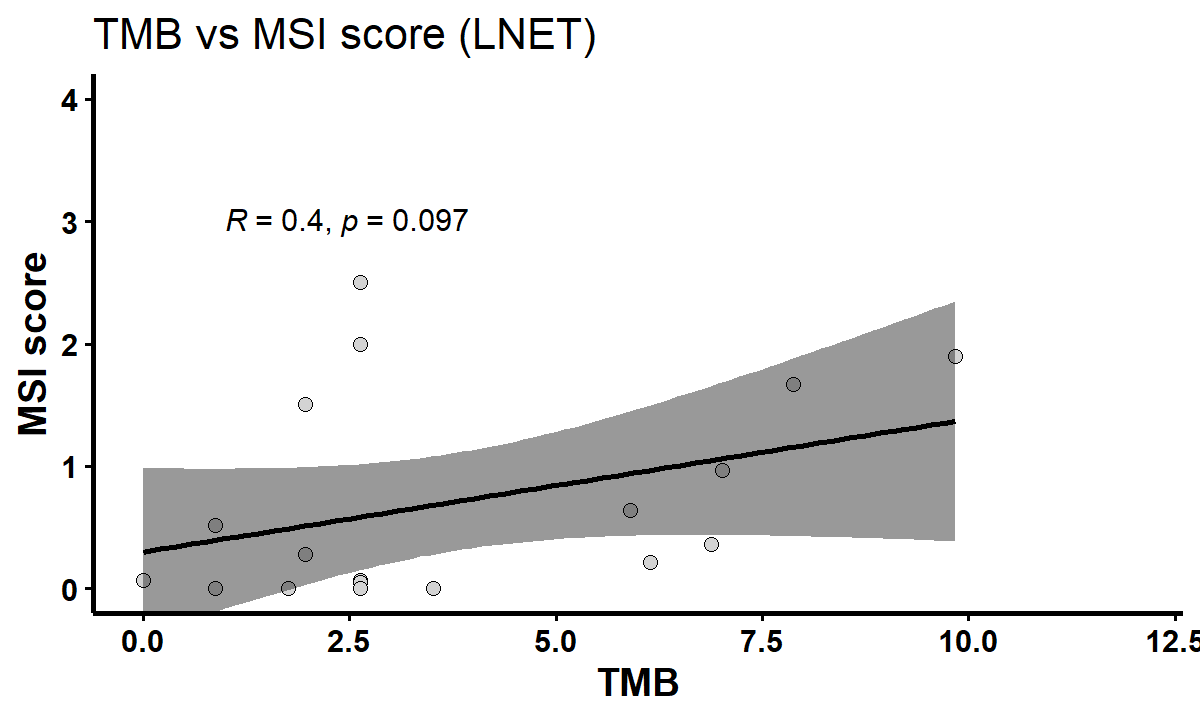 TMB vs MSI score (LNET)
4
3
2
1
0
MSI score
R = 0.4, p = 0.097
0.0 2.5 5.0 7.5 10.0 12.5
TMB